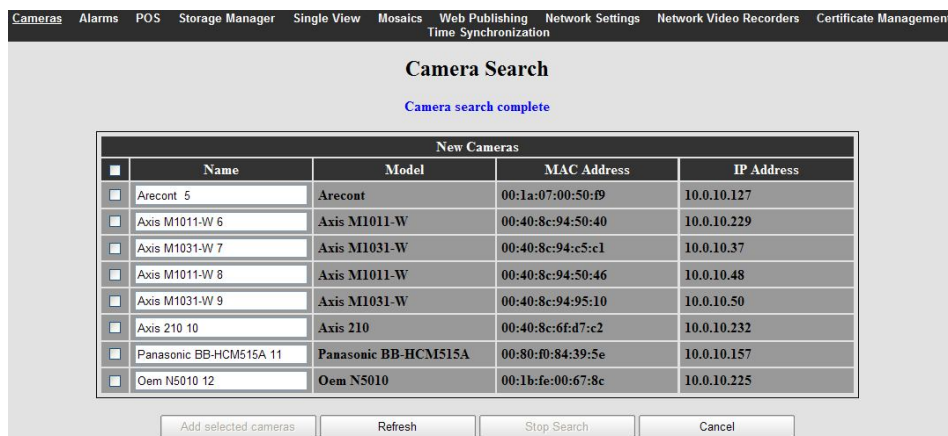 Cameras Alarms POS Storage Manager Single View Mosaics Web Publishing Network Settings Network Video Recorders Certificate Managemen
Time Synchronization
Camera Search
Camera search complete
New Cameras
Name Model MAC Address IP Address
Arecont 5 Arecont 00:1a:07:00:50:f9 10.0.10.127
Axis M1011-W 6 Axis M1011-W 00:40:8c:94:50:40 10.0.10.229
Axis M1031-W 7 Axis M1031-W 00:40:8c:94:c5:c1 10.0.10.37
Axis M1011-W 8 Axis M1011-W 00:40:8c:94:50:46 10.0.10.48
Axis M1031-W 9 Axis M1031-W 00:40:8c:94:95:10 10.0.10.50
Axis 210 10 Axis 210 00:40:8c:6f:d7:c2 10.0.10.232
Panasonic BB-HCM515A 11 Panasonic BB-HCM515A 00:80:f0:84:39:5e 10.0.10.157
Oem N5010 12 Oem N5010 00:1b:fe:00:67:8c 10.0.10.225
Add selected cameras Refresh Stop Search Cancel